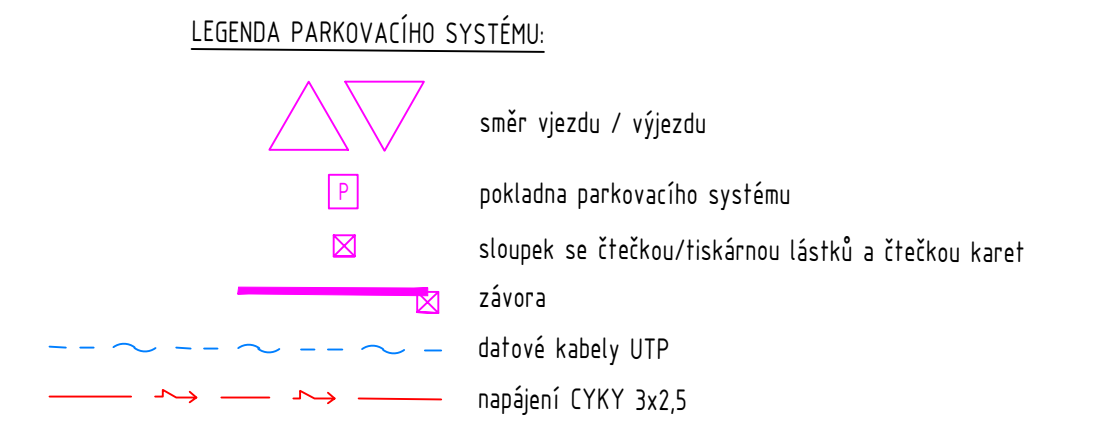 LEGENDA PARKOVACÍHO SYSTÉMU:
směr vjezdu / výjezdu
P
pokladna parkovacího systému
sloupek se čtečkou/tiskárnou lástků a čtečkou karet
závora
datové kabely UTP
napájení CYKY 3x2,5